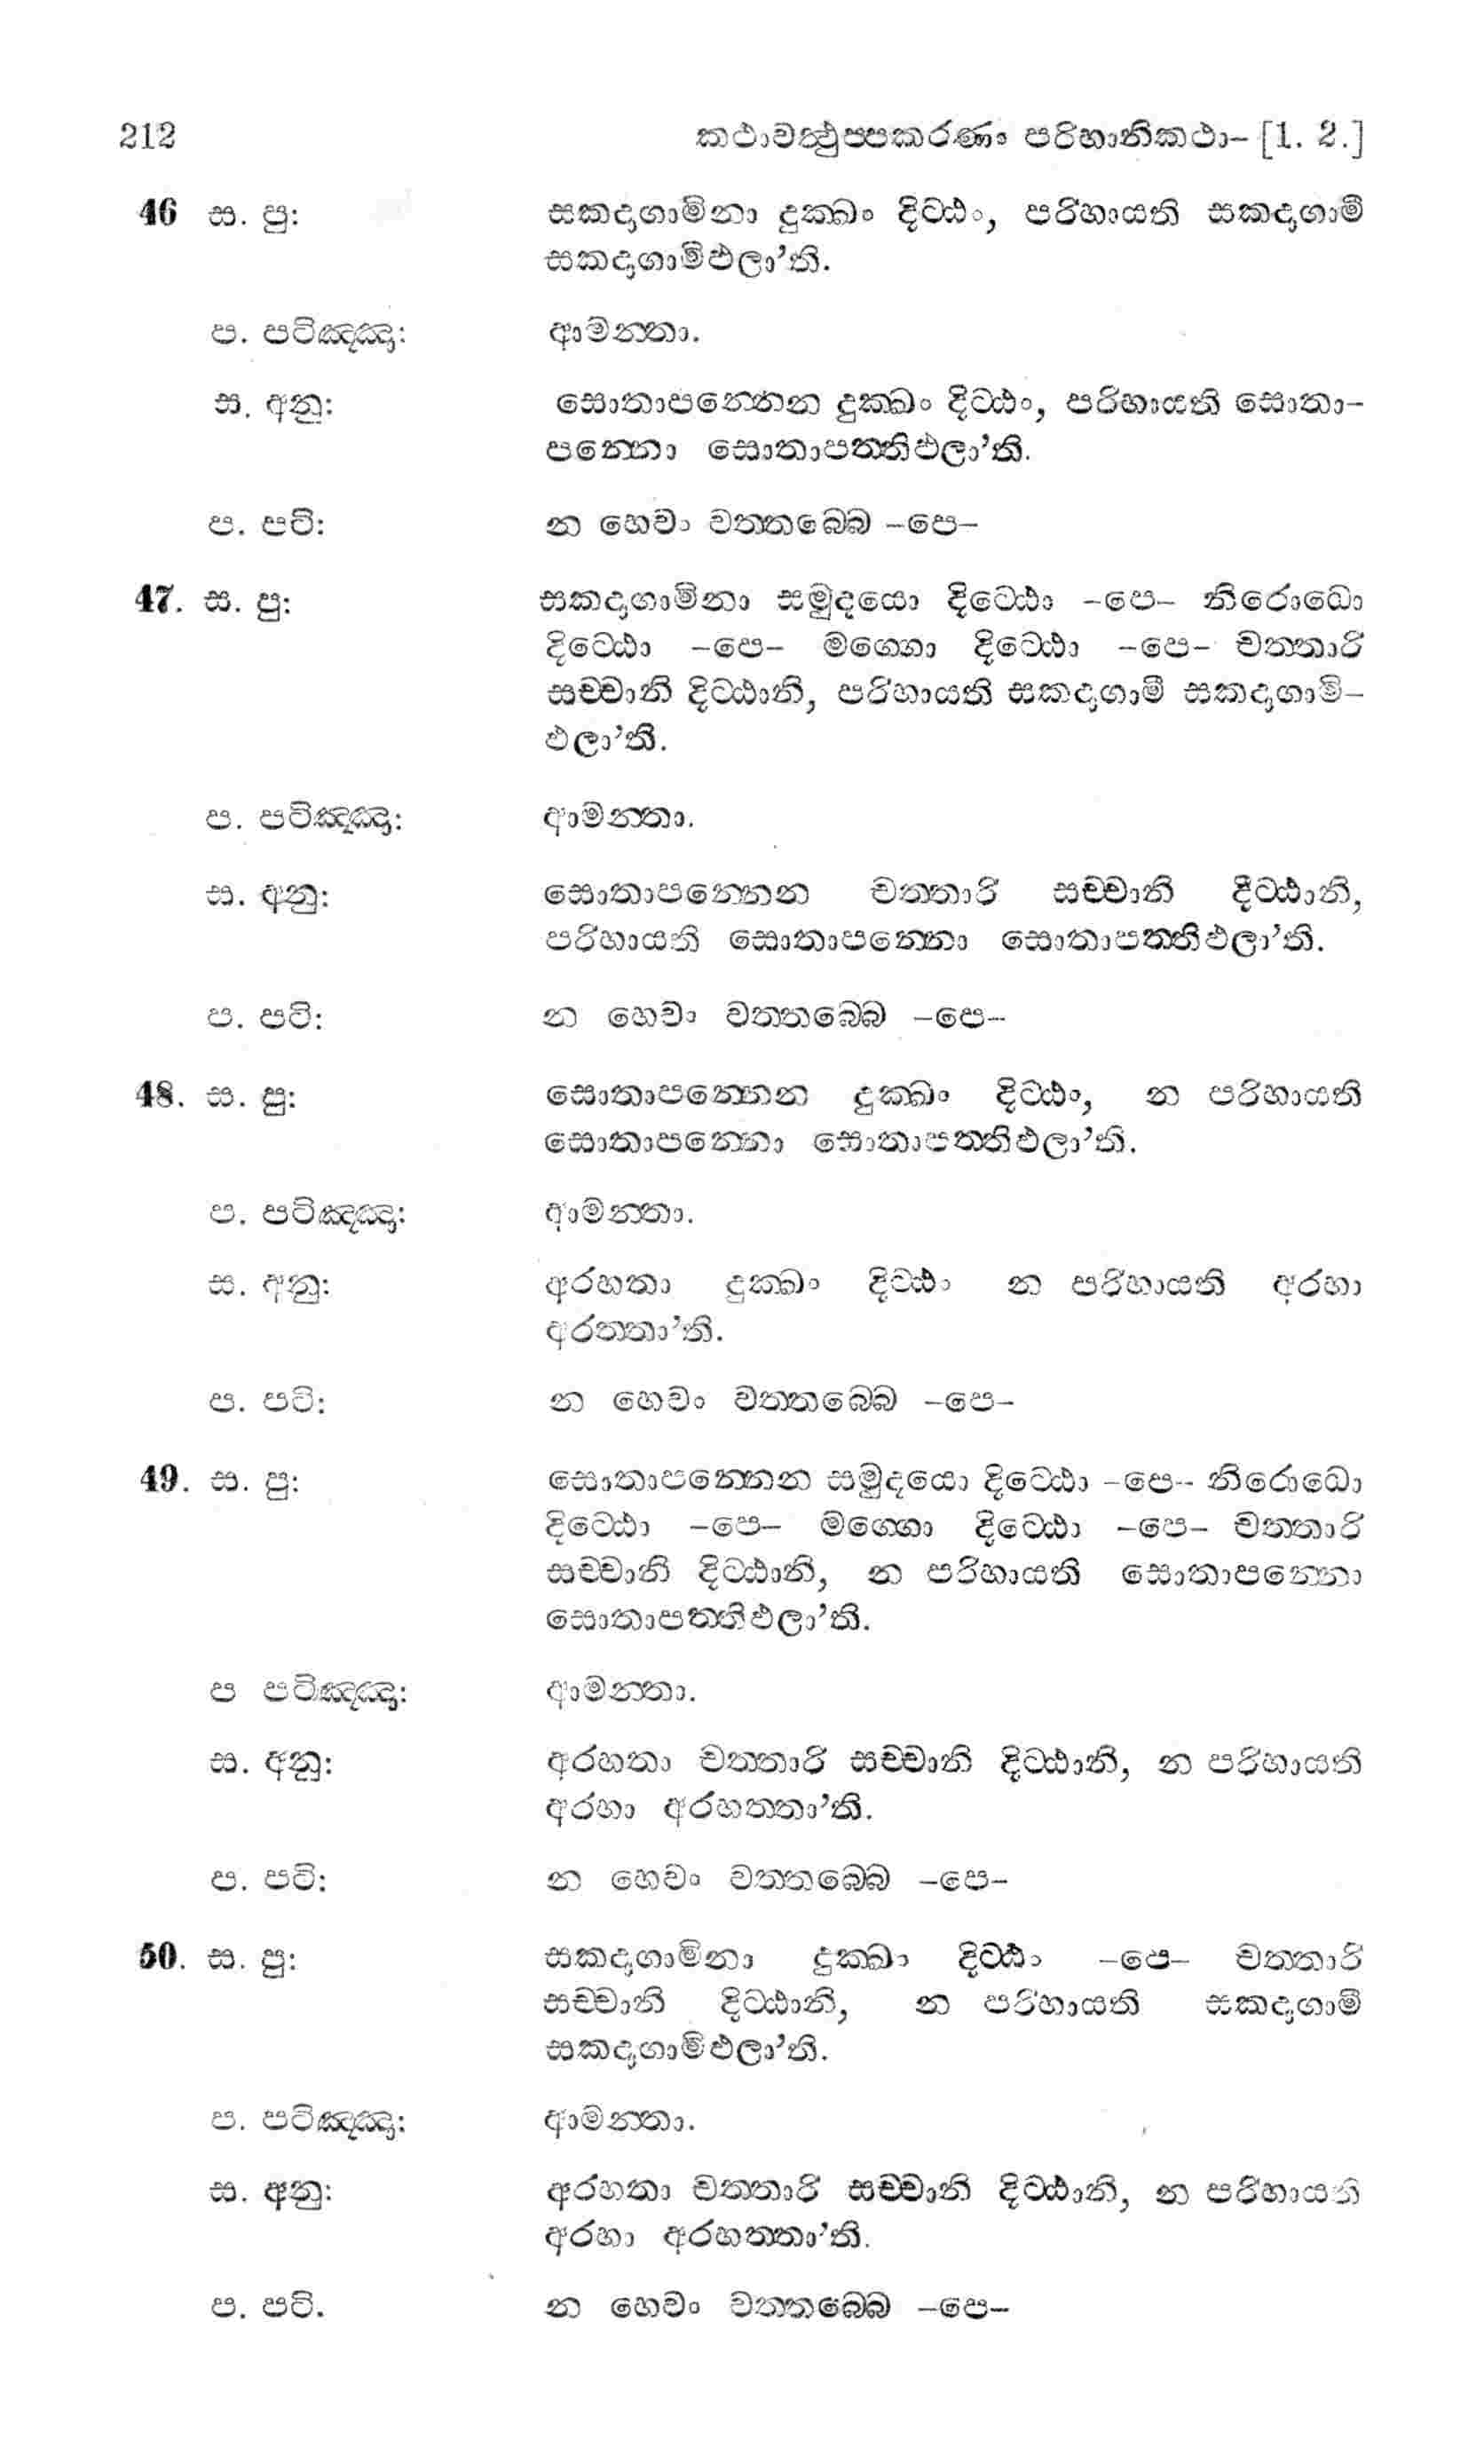 212 කථාවත්‍ථුප්පකරණං පරිහානිකථා– [1. 2.]
46 ස. පු: සකදාගාමිනා දුක්ඛං දිට්ඨං, පරිහායති සකදාගාමී
සකදාගාමිඵලා’ති.
ප. පටිඤ්ඤා: ආමන්තා.
ස. අනු: සොතාපන්නෙන දුක්ඛං දිට්ඨං, පරිහායති සොතා–
පන්නො සොතාපත්තිඵලා’ති.
ප. පටි: න හෙවං වත්තබ්බෙ –පෙ–
47. ස. පු: සකදාගාමිනා සමුදයො දිට්ඨො –පෙ– නිරොධො
දිට්ඨො –පෙ– මග්ගො දිට්ඨො –පෙ– චත්තාරි
සච්චානි දිට්ඨානි, පරිහායති සකදාගාමී සකදාගාමි–
ඵලා’ති.
ප. පටිඤ්ඤා: ආමන්තා.
ස. අනු: සොතාපන්නෙන චත්තාරි සච්චානි දිට්ඨානි,
පරිහායති සොතාපන්නො සොතාපත්තිඵලා’ති.
ප. පටි: න හෙවං වත්තබ්බෙ –පෙ–
48. ස. පු: සොතාපන්නෙන දුක්ඛං දිට්ඨං, න පරිහායති
සොතාපන්නො සොතාපත්තිඵලා’ති.
ප. පටිඤ්ඤා: ආමන්තා.
ස. අනු: අරහතා දුක්ඛං දිට්ඨං න පරිහායති අරහා
අරත්තා’ති.
ප. පටි: න හෙවං වත්තබ්බෙ –පෙ–
49. ස. පු: සොතාපන්නෙන සමුදයො දිට්ඨො –පෙ– නිරොධො
දිට්ඨො –පෙ– මග්ගො දිට්ඨො –පෙ– චත්තාරි
සච්චානි දිට්ඨානි, න පරිහායති සොතාපන්නො
සොතාපත්තිඵලා’ති.
ප පටිඤ්ඤා: ආමන්තා.
ස. අනු: අරහතා චත්තාරි සච්චානි දිට්ඨානි, න පරිහායති
අරහා අරහත්තා’ති.
ප. පටි: න හෙවං වත්තබ්බෙ –පෙ–
50. ස. පු: සකදාගාමිනා දුක්ඛං දිට්ඨං –පෙ– චත්තාරි
සච්චානි දිට්ඨානි, න පරිහායති සකදාගාමී
සකදාගාමිඵලා’ති.
ප. පටිඤ්ඤා: ආමන්තා.
ස. අනු: අරහතා චත්තාරි සච්චානි දිට්ඨානි, න පරිහායති
අරහා අරහත්තා’ති.
ප. පටි. න හෙවං වත්තබ්බෙ –පෙ–